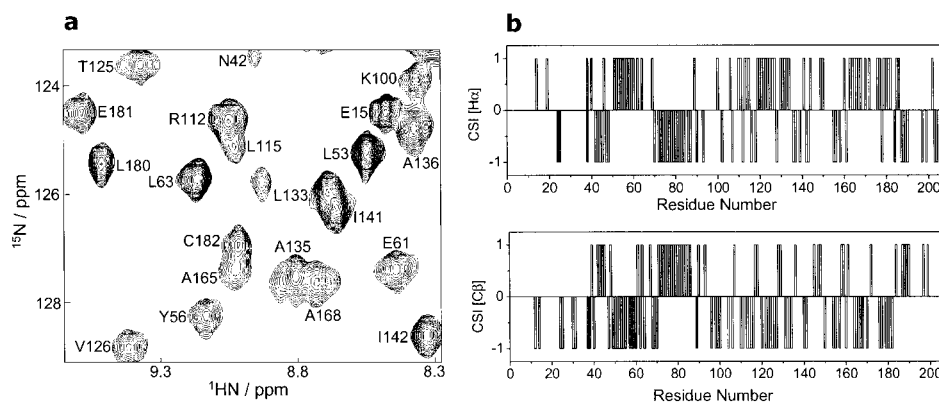 a
b
T125
N42
K100
124
E181
R112
E15
L115
L53
A136
L180
L63
126
L133
I141
C182
A135
E61
A165
128
A168
Y56
I142
V126
9.3
8.8
8.3
¹HN / ppm
¹⁵N / ppm
1
0
-1
CSI [Hα]
0 20 40 60 80 100 120 140 160 180 200
Residue Number
1
0
-1
CSI [Cβ]
0 20 40 60 80 100 120 140 160 180 200
Residue Number